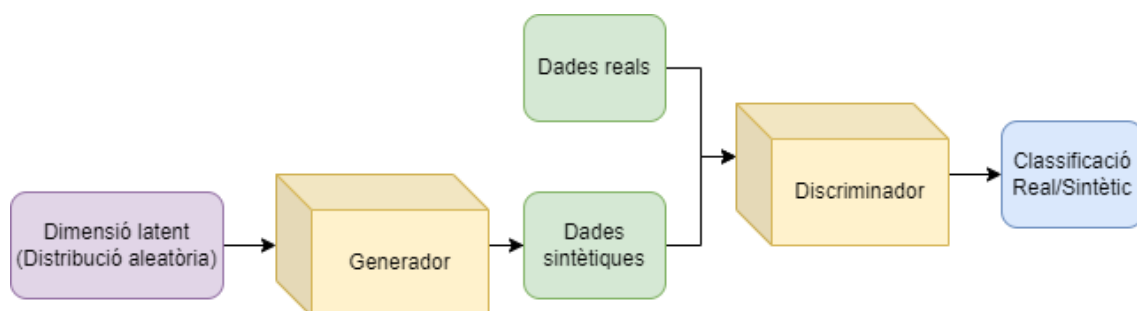 Dades reals
Dimensió latent
(Distribució aleatòria)
Generador
Dades
sintètiques
Discriminador
Classificació
Real/Sintètic